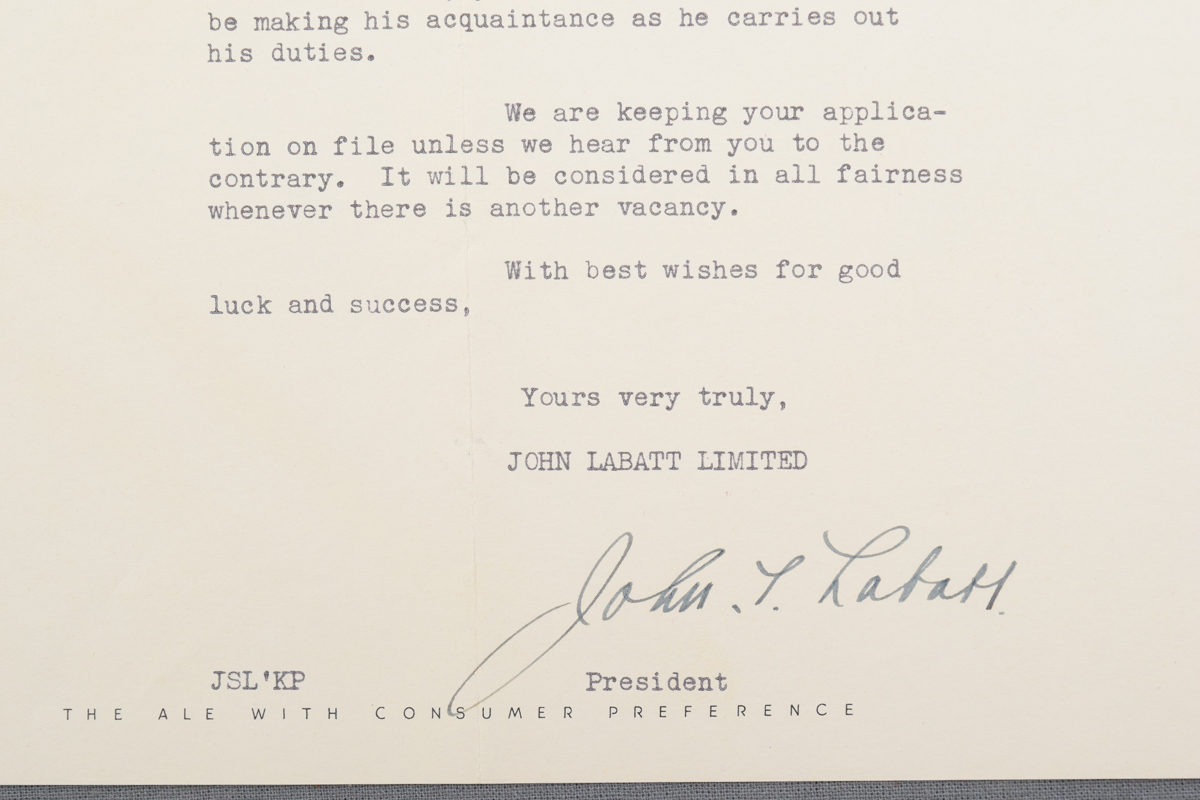 be making his acquaintance as he carries out
his duties.
We are keeping your applica-
tion on file unless we hear from you to the
contrary. It will be considered in all fairness
whenever there is another vacancy.
With best wishes for good
luck and success,
Yours very truly,
JOHN LABATT LIMITED
John S. Labatt.
JSL'KP President
THE ALE WITH CONSUMER PREFERENCE